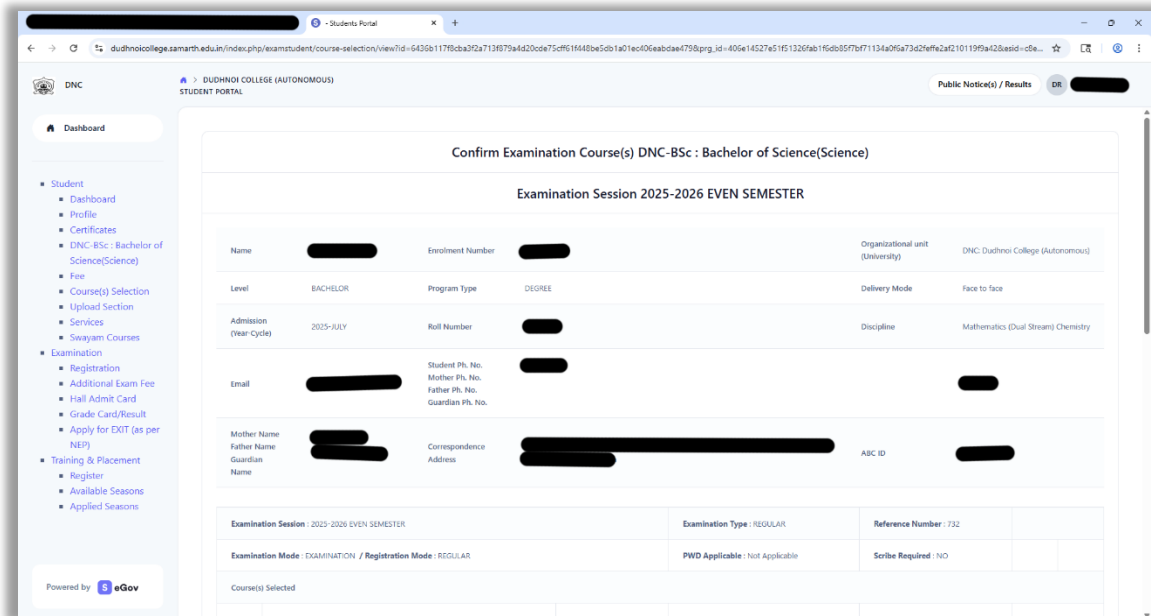 S - Students Portal
dudhnoicollege.samarth.edu.in/index.php/examstudent/course-selection/view?id=6436b117f8cba3f2a713f879a4d20cde75cff61f448be5db1a01ec406eabdae479&prg_id=406e14527e51f51326fab1f6db85f7bf71134a0f6a73d2feffe2af210119f9a42&esid=c8e...
DNC
> DUDHNOI COLLEGE (AUTONOMOUS)
STUDENT PORTAL
Public Notice(s) / Results
DR
Dashboard
Student
Dashboard
Profile
Certificates
DNC-BSc : Bachelor of
Science(Science)
Fee
Course(s) Selection
Upload Section
Services
Swayam Courses
Examination
Registration
Additional Exam Fee
Hall Admit Card
Grade Card/Result
Apply for EXIT (as per
NEP)
Training & Placement
Register
Available Seasons
Applied Seasons
Powered by S eGov
Confirm Examination Course(s) DNC-BSc : Bachelor of Science(Science)
Examination Session 2025-2026 EVEN SEMESTER
Name
Enrolment Number
Organizational unit
(University)
DNC: Dudhnoi College (Autonomous)
Level
BACHELOR
Program Type
DEGREE
Delivery Mode
Face to face
Admission
(Year-Cycle)
2025-JULY
Roll Number
Discipline
Mathematics (Dual Stream) Chemistry
Email
Student Ph. No.
Mother Ph. No.
Father Ph. No.
Guardian Ph. No.
Mother Name
Father Name
Guardian
Name
Correspondence
Address
ABC ID
Examination Session : 2025-2026 EVEN SEMESTER
Examination Type : REGULAR
Reference Number : 732
Examination Mode : EXAMINATION / Registration Mode : REGULAR
PWD Applicable : Not Applicable
Scribe Required : NO
Course(s) Selected